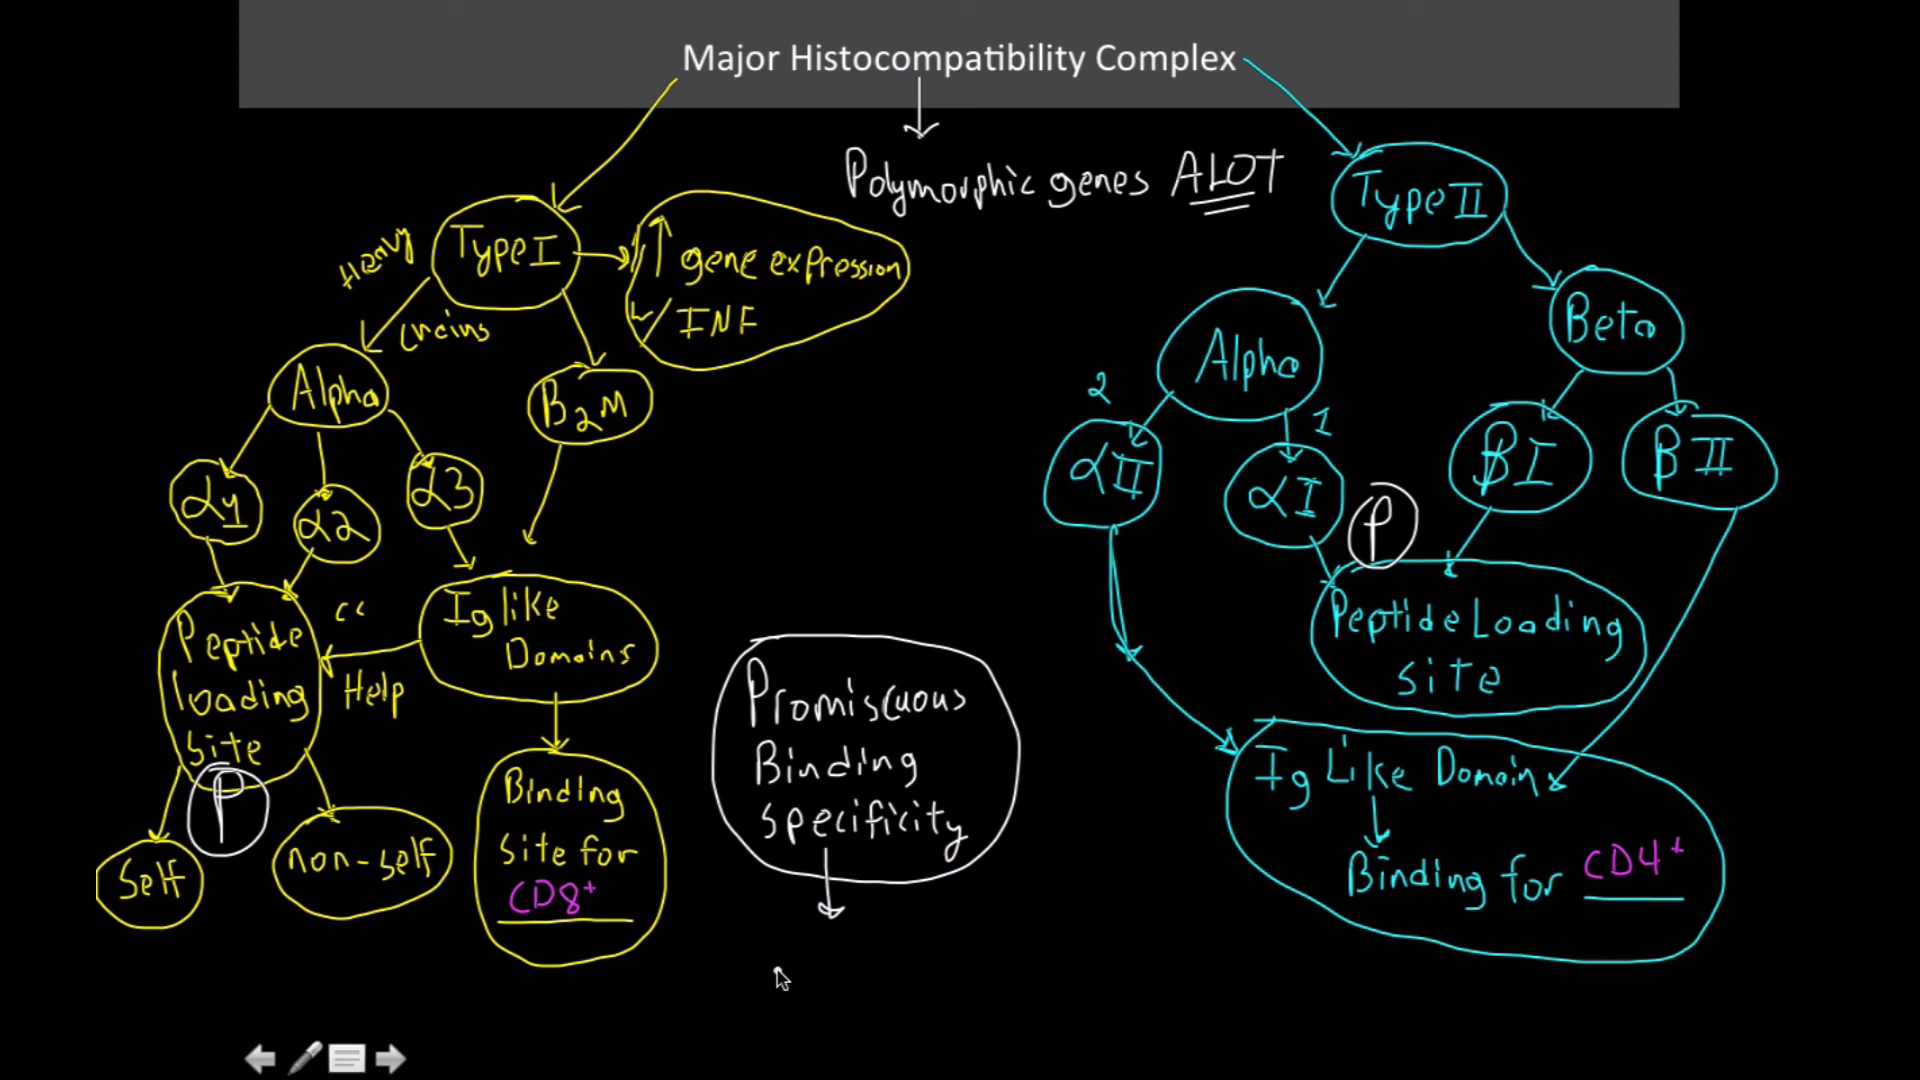 Major Histocompatibility Complex
Polymorphic genes ALOT
Type I
Heavy
Chains
↑ gene expression
INF
Alpha
B2M
α1
α2
α3
Peptide
loading
Site
P
Help
Ig like
Domains
Self
non-self
Binding
Site for
CD8+
Promiscuous
Binding
Specificity
Type II
Alpha
Beta
2
1
αII
αI
βI
βII
P
Peptide Loading
Site
Ig Like Domain
Binding for CD4+